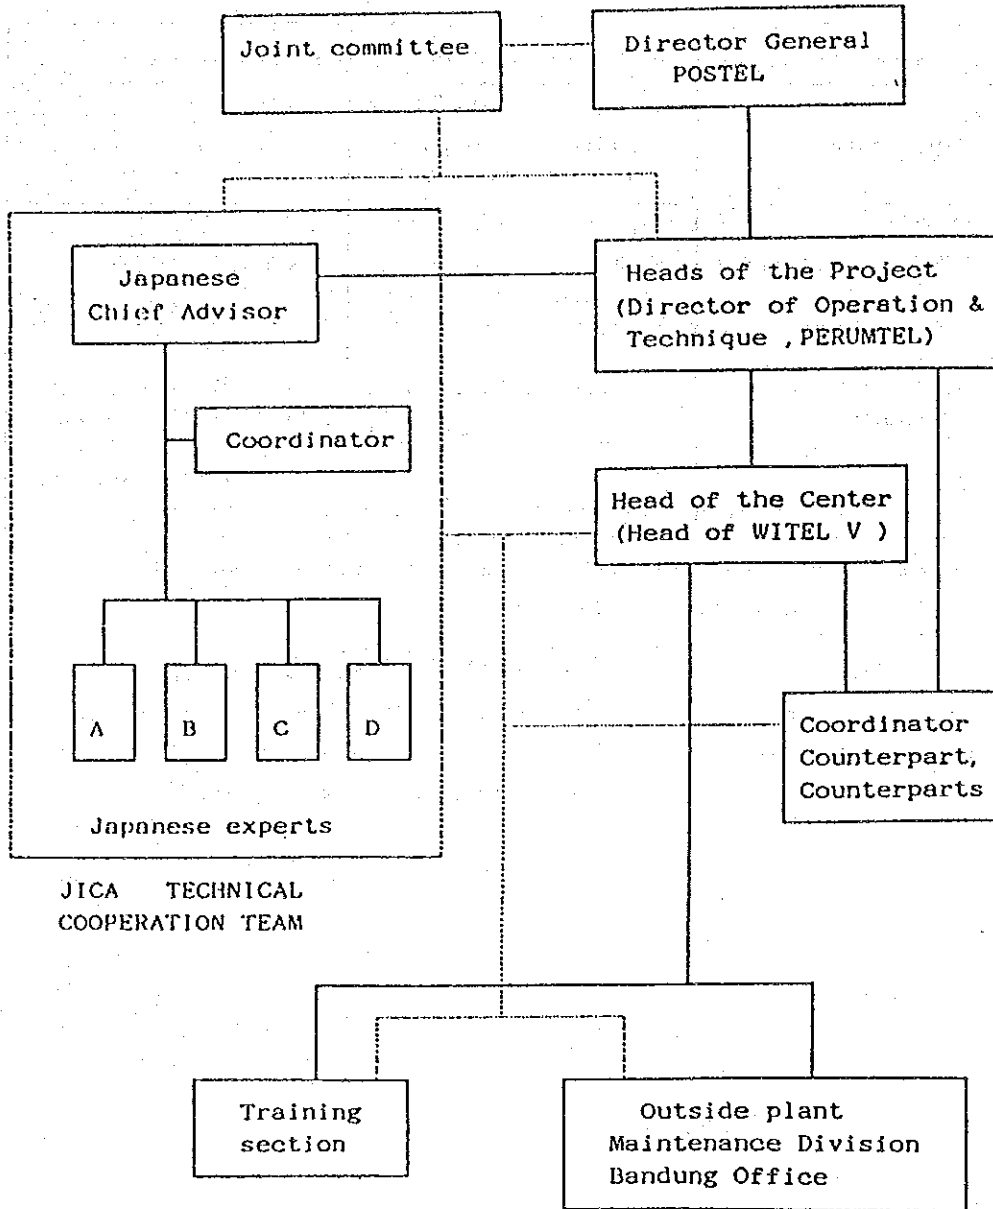 Joint committee
Director General
POSTEL
Japanese
Chief Advisor
Heads of the Project
(Director of Operation &
Technique , PERUMTEL)
Coordinator
Head of the Center
(Head of WITEL V )
A
B
C
D
Coordinator
Counterpart,
Counterparts
Japanese experts
JICA TECHNICAL
COOPERATION TEAM
Training
section
Outside plant
Maintenance Division
Bandung Office